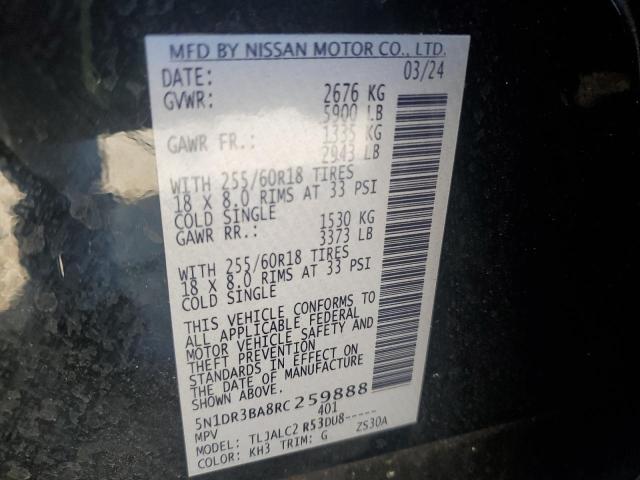 MFD BY NISSAN MOTOR CO., LTD.
DATE: 03/24
GVWR: 2676 KG
5900 LB
GAWR FR.: 1335 KG
2943 LB
WITH 255/60R18 TIRES
18 X 8.0 RIMS AT 33 PSI
COLD SINGLE
GAWR RR.: 1530 KG
3373 LB
WITH 255/60R18 TIRES
18 X 8.0 RIMS AT 33 PSI
COLD SINGLE
THIS VEHICLE CONFORMS TO
ALL APPLICABLE FEDERAL
MOTOR VEHICLE SAFETY AND
THEFT PREVENTION
STANDARDS IN EFFECT ON
THE DATE OF MANUFACTURE
SHOWN ABOVE.
5N1DR3BA8RC259888
MPV 401
MODEL: TLJALC2 R53DU8-----
COLOR: KH3 TRIM: G ZS30A